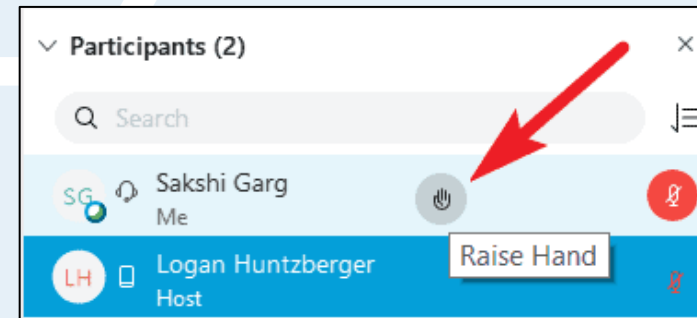 Participants (2)
Search
SG
Sakshi Garg
Me
Raise Hand
LH
Logan Huntzberger
Host